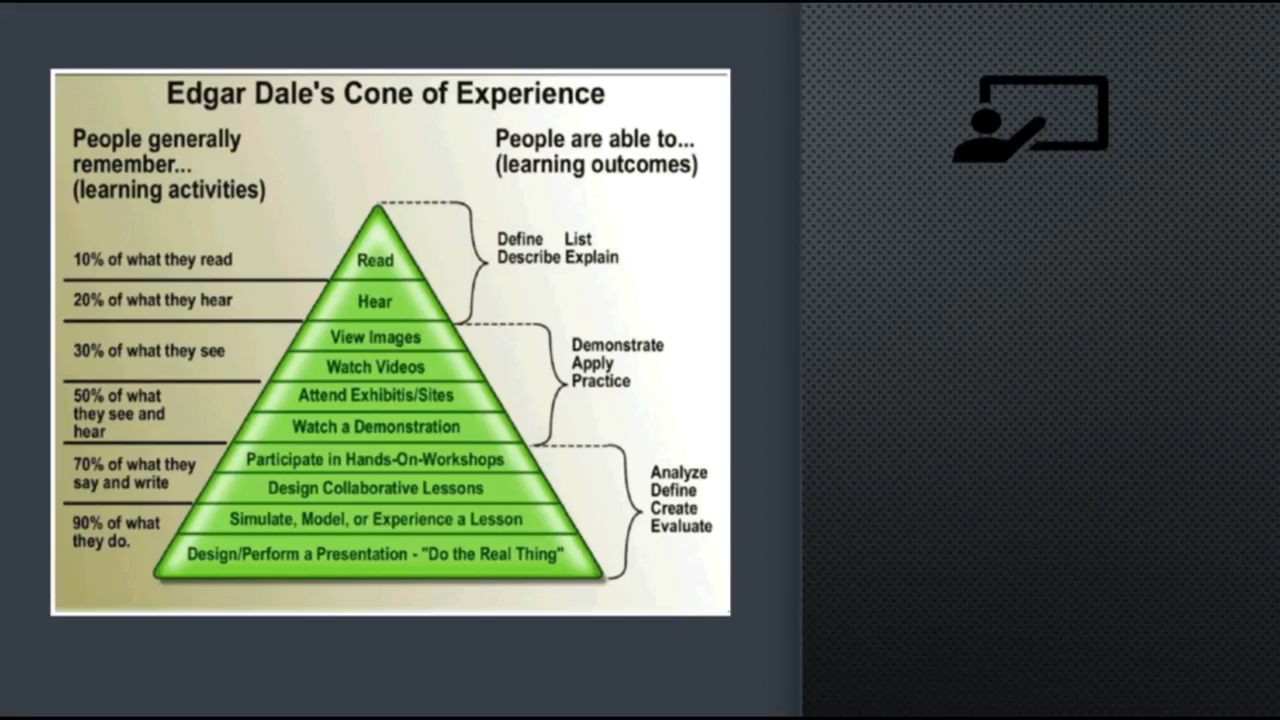 Edgar Dale's Cone of Experience
People generally
remember...
(learning activities)
People are able to...
(learning outcomes)
10% of what they read
20% of what they hear
30% of what they see
50% of what
they see and
hear
70% of what they
say and write
90% of what
they do.
Read
Hear
View Images
Watch Videos
Attend Exhibitis/Sites
Watch a Demonstration
Participate in Hands-On-Workshops
Design Collaborative Lessons
Simulate, Model, or Experience a Lesson
Design/Perform a Presentation - "Do the Real Thing"
Define List
Describe Explain
Demonstrate
Apply
Practice
Analyze
Define
Create
Evaluate